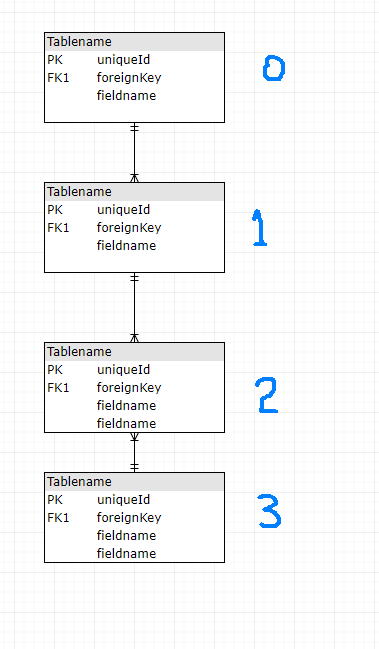 Tablename
PK uniqueId
FK1 foreignKey
fieldname
0
Tablename
PK uniqueId
FK1 foreignKey
fieldname
1
Tablename
PK uniqueId
FK1 foreignKey
fieldname
fieldname
2
Tablename
PK uniqueId
FK1 foreignKey
fieldname
fieldname
3